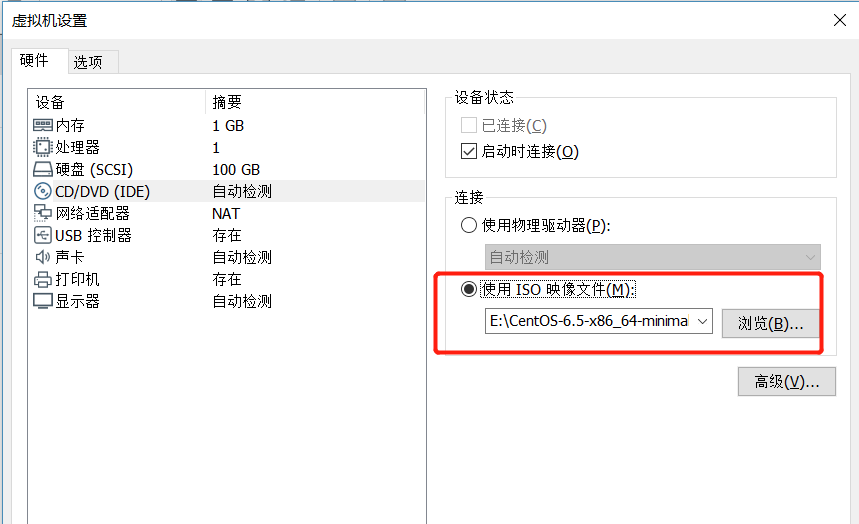 虚拟机设置
硬件 选项
设备 摘要
内存 1 GB
处理器 1
硬盘 (SCSI) 100 GB
CD/DVD (IDE) 自动检测
网络适配器 NAT
USB 控制器 存在
声卡 自动检测
打印机 存在
显示器 自动检测
设备状态
已连接(C)
启动时连接(O)
连接
使用物理驱动器(P):
自动检测
使用 ISO 映像文件(M):
E:\CentOS-6.5-x86_64-minimal 浏览(B)...
高级(V)...